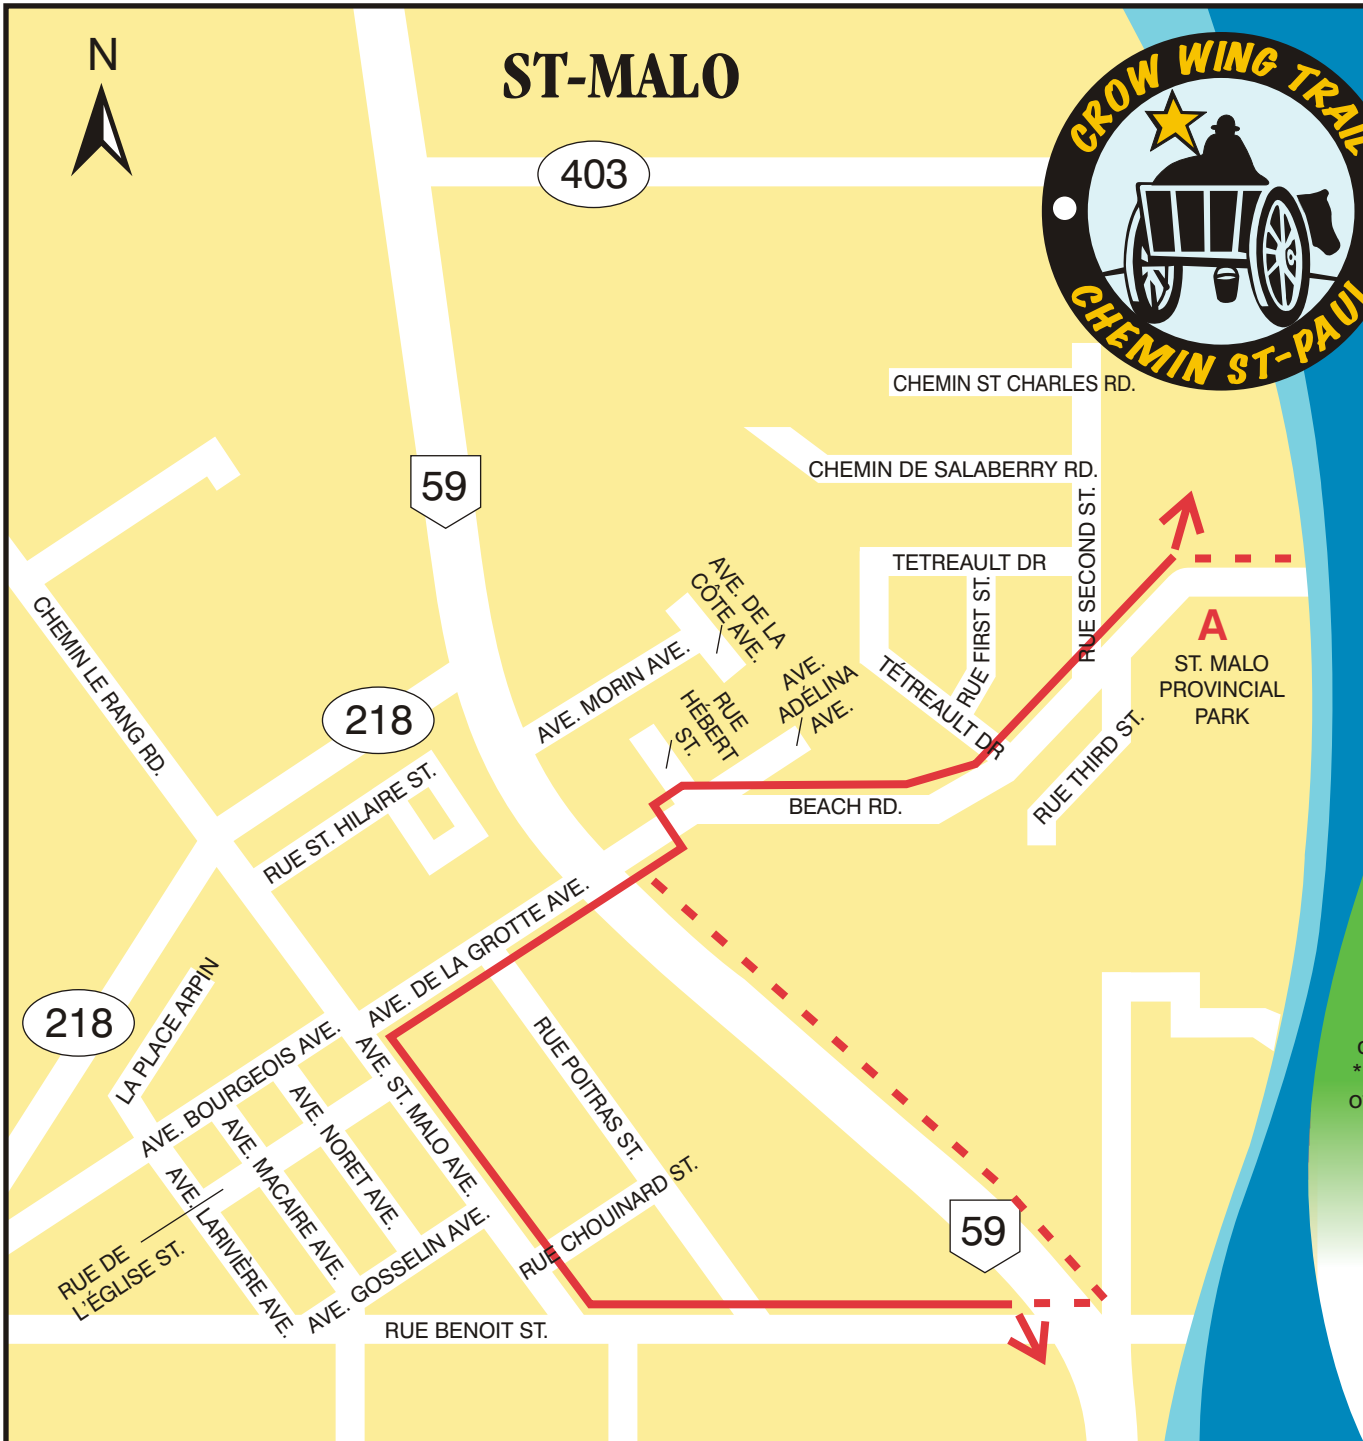 N
ST-MALO
403
CROW WING TRAIL
CHEMIN ST-PAUL
CHEMIN ST CHARLES RD.
CHEMIN DE SALABERRY RD.
59
RUE SECOND ST.
TETREAULT DR
RUE FIRST ST.
AVE. DE LA
CÔTE AVE.
CHEMIN LE RANG RD.
AVE. MORIN AVE.
A
ST. MALO
PROVINCIAL
PARK
TÉTREAULT DR
AVE.
ADÉLINA
AVE.
RUE
HÉBERT
ST.
218
RUE THIRD ST.
BEACH RD.
RUE ST. HILAIRE ST.
AVE. DE LA GROTTE AVE.
LA PLACE ARPIN
218
AVE. BOURGEOIS AVE.
RUE POITRAS ST.
AVE. ST. MALO AVE.
AVE. NORET AVE.
AVE. MACAIRE AVE.
AVE. LARIVIÈRE AVE.
RUE CHOUINARD ST.
AVE. GOSSELIN AVE.
59
RUE DE
L'ÉGLISE ST.
RUE BENOIT ST.